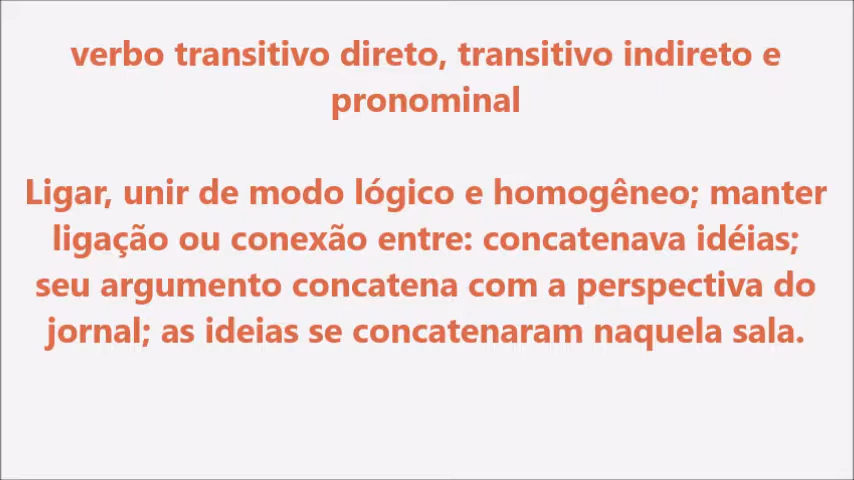 verbo transitivo direto, transitivo indireto e
pronominal
Ligar, unir de modo lógico e homogêneo; manter
ligação ou conexão entre: concatenava idéias;
seu argumento concatena com a perspectiva do
jornal; as ideias se concatenaram naquela sala.